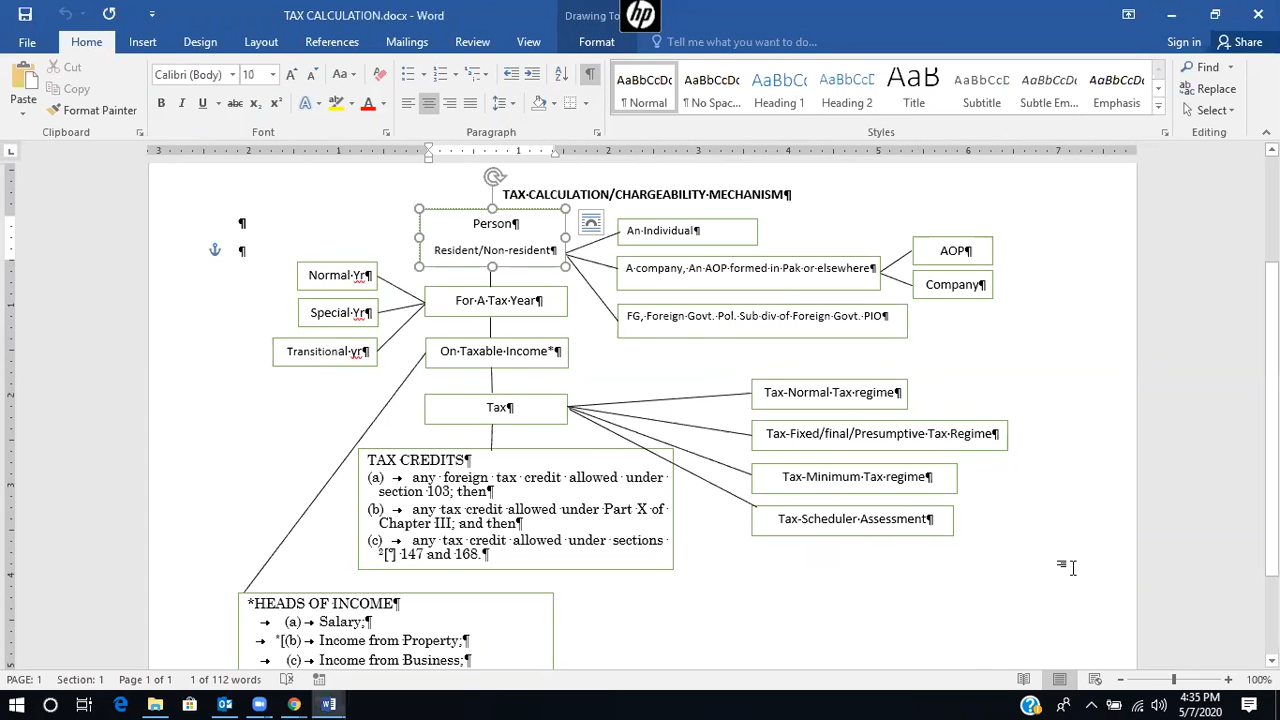 TAX CALCULATION.docx - Word
Drawing To
hp
File
Home
Insert
Design
Layout
References
Mailings
Review
View
Format
Tell me what you want to do...
Sign in
Share
Paste
Cut
Copy
Format Painter
Clipboard
Calibri (Body)
10
Font
Paragraph
AaBbCcDc
¶ Normal
AaBbCcDc
¶ No Spac...
AaBbCc
Heading 1
AaBbCcD
Heading 2
AaB
Title
AaBbCcD
Subtitle
AaBbCcDc
Subtle Em...
AaBbCcDc
Emphasis
Styles
Find
Replace
Select
Editing
TAX·CALCULATION/CHARGEABILITY·MECHANISM¶
Person¶
Resident/Non-resident¶
An·Individual¶
A·company,·An·AOP·formed·in·Pak·or·elsewhere¶
AOP¶
Company¶
FG,·Foreign·Govt.·Pol.·Sub·div·of·Foreign·Govt.·PIO¶
Normal·Yr¶
Special·Yr¶
Transitional·yr¶
For·A·Tax·Year¶
On·Taxable·Income*¶
Tax¶
Tax-Normal·Tax·regime¶
Tax-Fixed/final/Presumptive·Tax·Regime¶
Tax-Minimum·Tax·regime¶
Tax-Scheduler·Assessment¶
TAX CREDITS¶
(a) → any foreign tax credit allowed under
section 103; then¶
(b) → any tax credit allowed under Part X of
Chapter III; and then¶
(c) → any tax credit allowed under sections
147 and 168.¶
*HEADS OF INCOME¶
→ (a) → Salary;¶
→ *[(b) → Income from Property;¶
→ (c) → Income from Business;¶
PAGE: 1
Section: 1
Page 1 of 1
1 of 112 words
100%
4:35 PM
5/7/2020